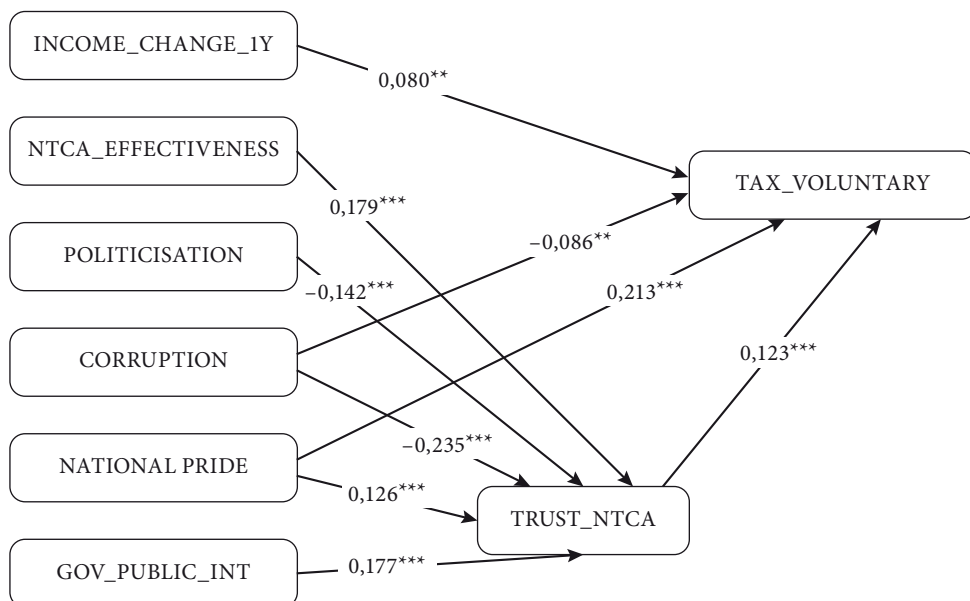 INCOME_CHANGE_1Y
0,080**
NTCA_EFFECTIVENESS
TAX_VOLUNTARY
0,179***
POLITICISATION
−0,086**
−0,142***
0,213***
CORRUPTION
0,123***
−0,235***
NATIONAL PRIDE
0,126***
TRUST_NTCA
GOV_PUBLIC_INT
0,177***